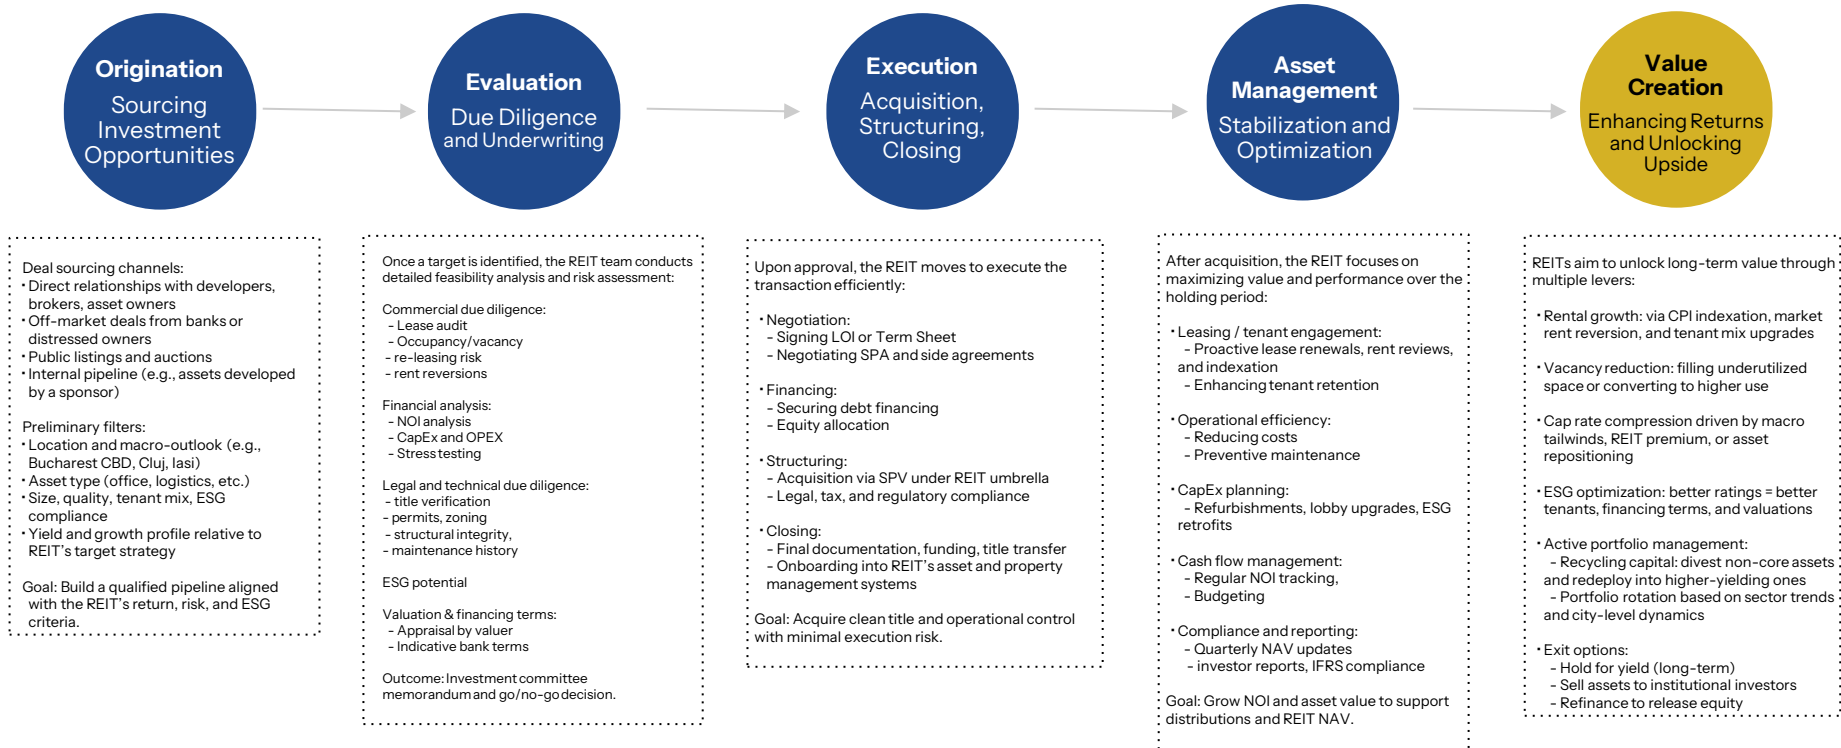 Origination
Sourcing
Investment
Opportunities
Evaluation
Due Diligence
and Underwriting
Execution
Acquisition,
Structuring,
Closing
Asset
Management
Stabilization and
Optimization
Value
Creation
Enhancing Returns
and Unlocking
Upside
Deal sourcing channels:
• Direct relationships with developers,
brokers, asset owners
• Off-market deals from banks or
distressed owners
• Public listings and auctions
• Internal pipeline (e.g., assets developed
by a sponsor)
Preliminary filters:
• Location and macro-outlook (e.g.,
Bucharest CBD, Cluj, Iasi)
• Asset type (office, logistics, etc.)
• Size, quality, tenant mix, ESG
compliance
• Yield and growth profile relative to
REIT's target strategy
Goal: Build a qualified pipeline aligned
with the REIT's return, risk, and ESG
criteria.
Once a target is identified, the REIT team conducts
detailed feasibility analysis and risk assessment:
Commercial due diligence:
- Lease audit
- Occupancy/vacancy
- re-leasing risk
- rent reversions
Financial analysis:
- NOI analysis
- CapEx and OPEX
- Stress testing
Legal and technical due diligence:
- title verification
- permits, zoning
- structural integrity,
- maintenance history
ESG potential
Valuation & financing terms:
- Appraisal by valuer
- Indicative bank terms
Outcome: Investment committee
memorandum and go/no-go decision.
Upon approval, the REIT moves to execute the
transaction efficiently:
• Negotiation:
- Signing LOI or Term Sheet
- Negotiating SPA and side agreements
• Financing:
- Securing debt financing
- Equity allocation
• Structuring:
- Acquisition via SPV under REIT umbrella
- Legal, tax, and regulatory compliance
• Closing:
- Final documentation, funding, title transfer
- Onboarding into REIT's asset and property
management systems
Goal: Acquire clean title and operational control
with minimal execution risk.
After acquisition, the REIT focuses on
maximizing value and performance over the
holding period:
• Leasing / tenant engagement:
- Proactive lease renewals, rent reviews,
and indexation
- Enhancing tenant retention
• Operational efficiency:
- Reducing costs
- Preventive maintenance
• CapEx planning:
- Refurbishments, lobby upgrades, ESG
retrofits
• Cash flow management:
- Regular NOI tracking,
- Budgeting
• Compliance and reporting:
- Quarterly NAV updates
- investor reports, IFRS compliance
Goal: Grow NOI and asset value to support
distributions and REIT NAV.
REITs aim to unlock long-term value through
multiple levers:
• Rental growth: via CPI indexation, market
rent reversion, and tenant mix upgrades
• Vacancy reduction: filling underutilized
space or converting to higher use
• Cap rate compression driven by macro
tailwinds, REIT premium, or asset
repositioning
• ESG optimization: better ratings = better
tenants, financing terms, and valuations
• Active portfolio management:
- Recycling capital: divest non-core assets
and redeploy into higher-yielding ones
- Portfolio rotation based on sector trends
and city-level dynamics
• Exit options:
- Hold for yield (long-term)
- Sell assets to institutional investors
- Refinance to release equity